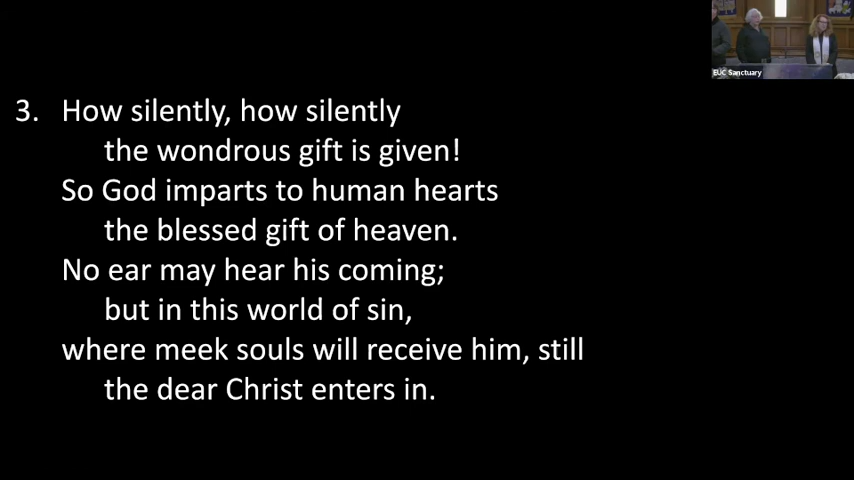 EUC Sanctuary
3. How silently, how silently
the wondrous gift is given!
So God imparts to human hearts
the blessed gift of heaven.
No ear may hear his coming;
but in this world of sin,
where meek souls will receive him, still
the dear Christ enters in.